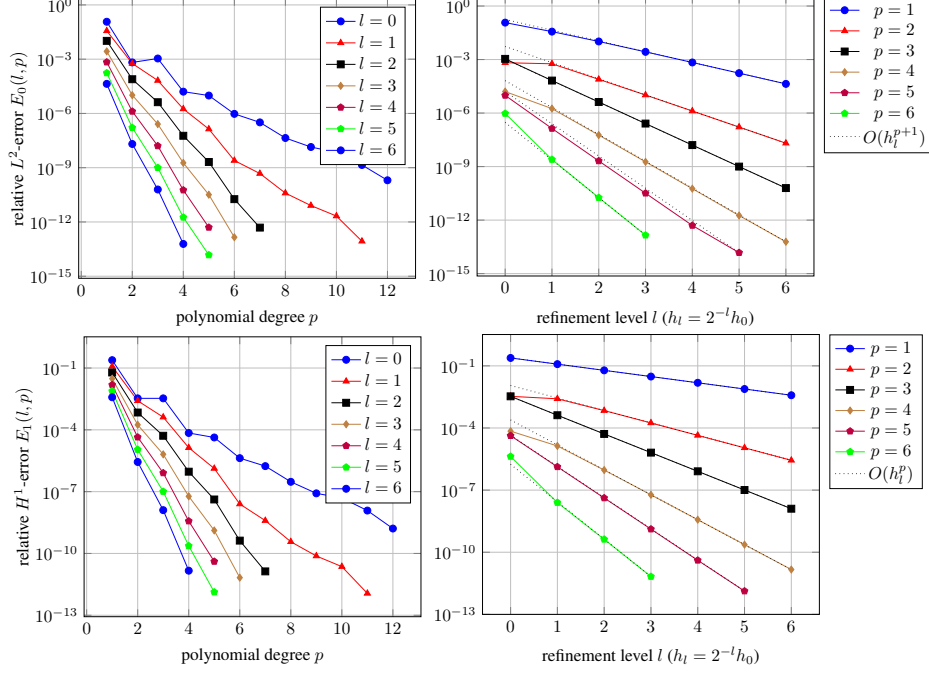 10^0
10^{-3}
10^{-6}
10^{-9}
10^{-12}
10^{-15}
relative L^2-error E_0(l, p)
0 2 4 6 8 10 12
polynomial degree p
l = 0
l = 1
l = 2
l = 3
l = 4
l = 5
l = 6
10^0
10^{-3}
10^{-6}
10^{-9}
10^{-12}
10^{-15}
0 1 2 3 4 5 6
refinement level l (h_l = 2^{-l}h_0)
p = 1
p = 2
p = 3
p = 4
p = 5
p = 6
O(h_l^{p+1})
10^{-1}
10^{-4}
10^{-7}
10^{-10}
10^{-13}
relative H^1-error E_1(l, p)
0 2 4 6 8 10 12
polynomial degree p
l = 0
l = 1
l = 2
l = 3
l = 4
l = 5
l = 6
10^{-1}
10^{-4}
10^{-7}
10^{-10}
10^{-13}
0 1 2 3 4 5 6
refinement level l (h_l = 2^{-l}h_0)
p = 1
p = 2
p = 3
p = 4
p = 5
p = 6
O(h_l^p)